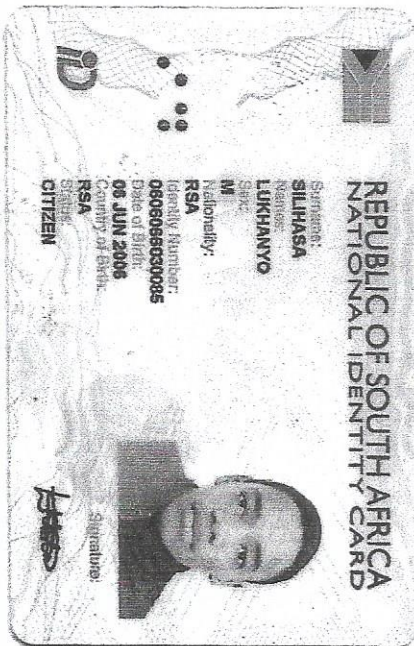 REPUBLIC OF SOUTH AFRICA
NATIONAL IDENTITY CARD
Surname:
SILIHASA
Names:
LUKHANYO
Sex:
M
Nationality:
RSA
Identity Number:
Date of Birth:
06 JUN 2006
Country of Birth:
RSA
Status:
CITIZEN
Signature:
iD